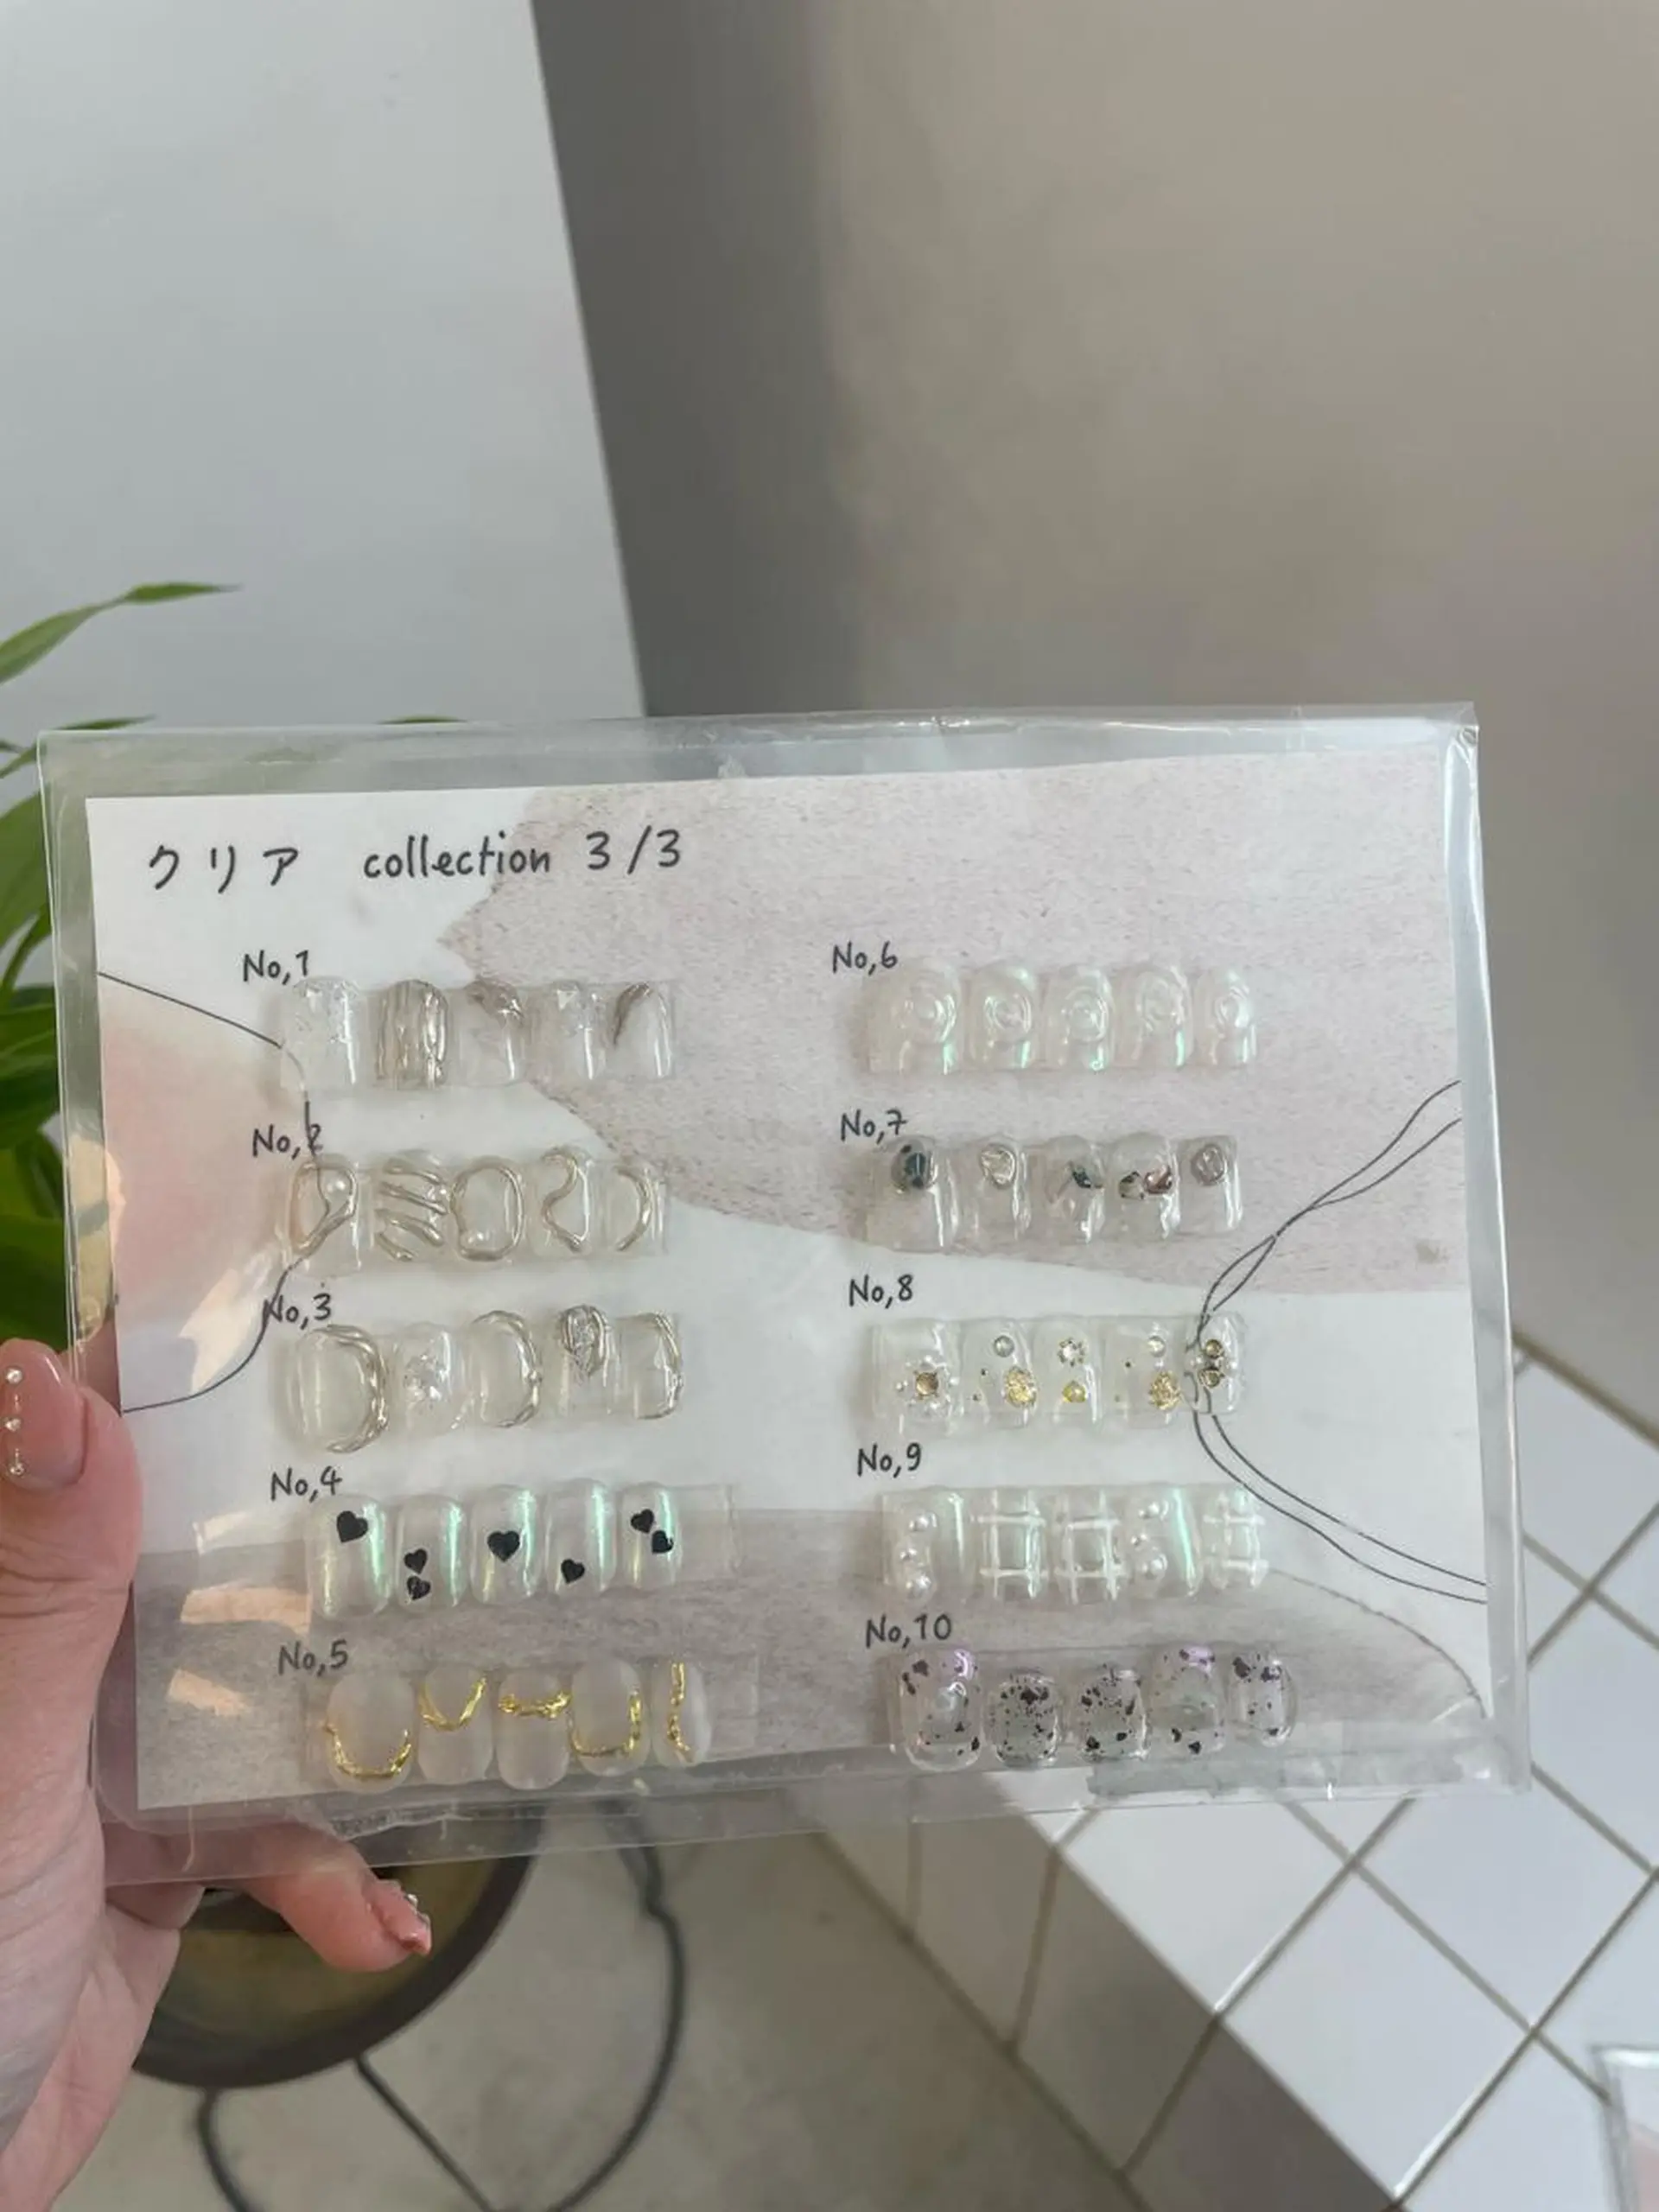 クリア collection 3/3
No,1
No,2
No,3
No,4
No,5
No,6
No,7
No,8
No,9
No,10